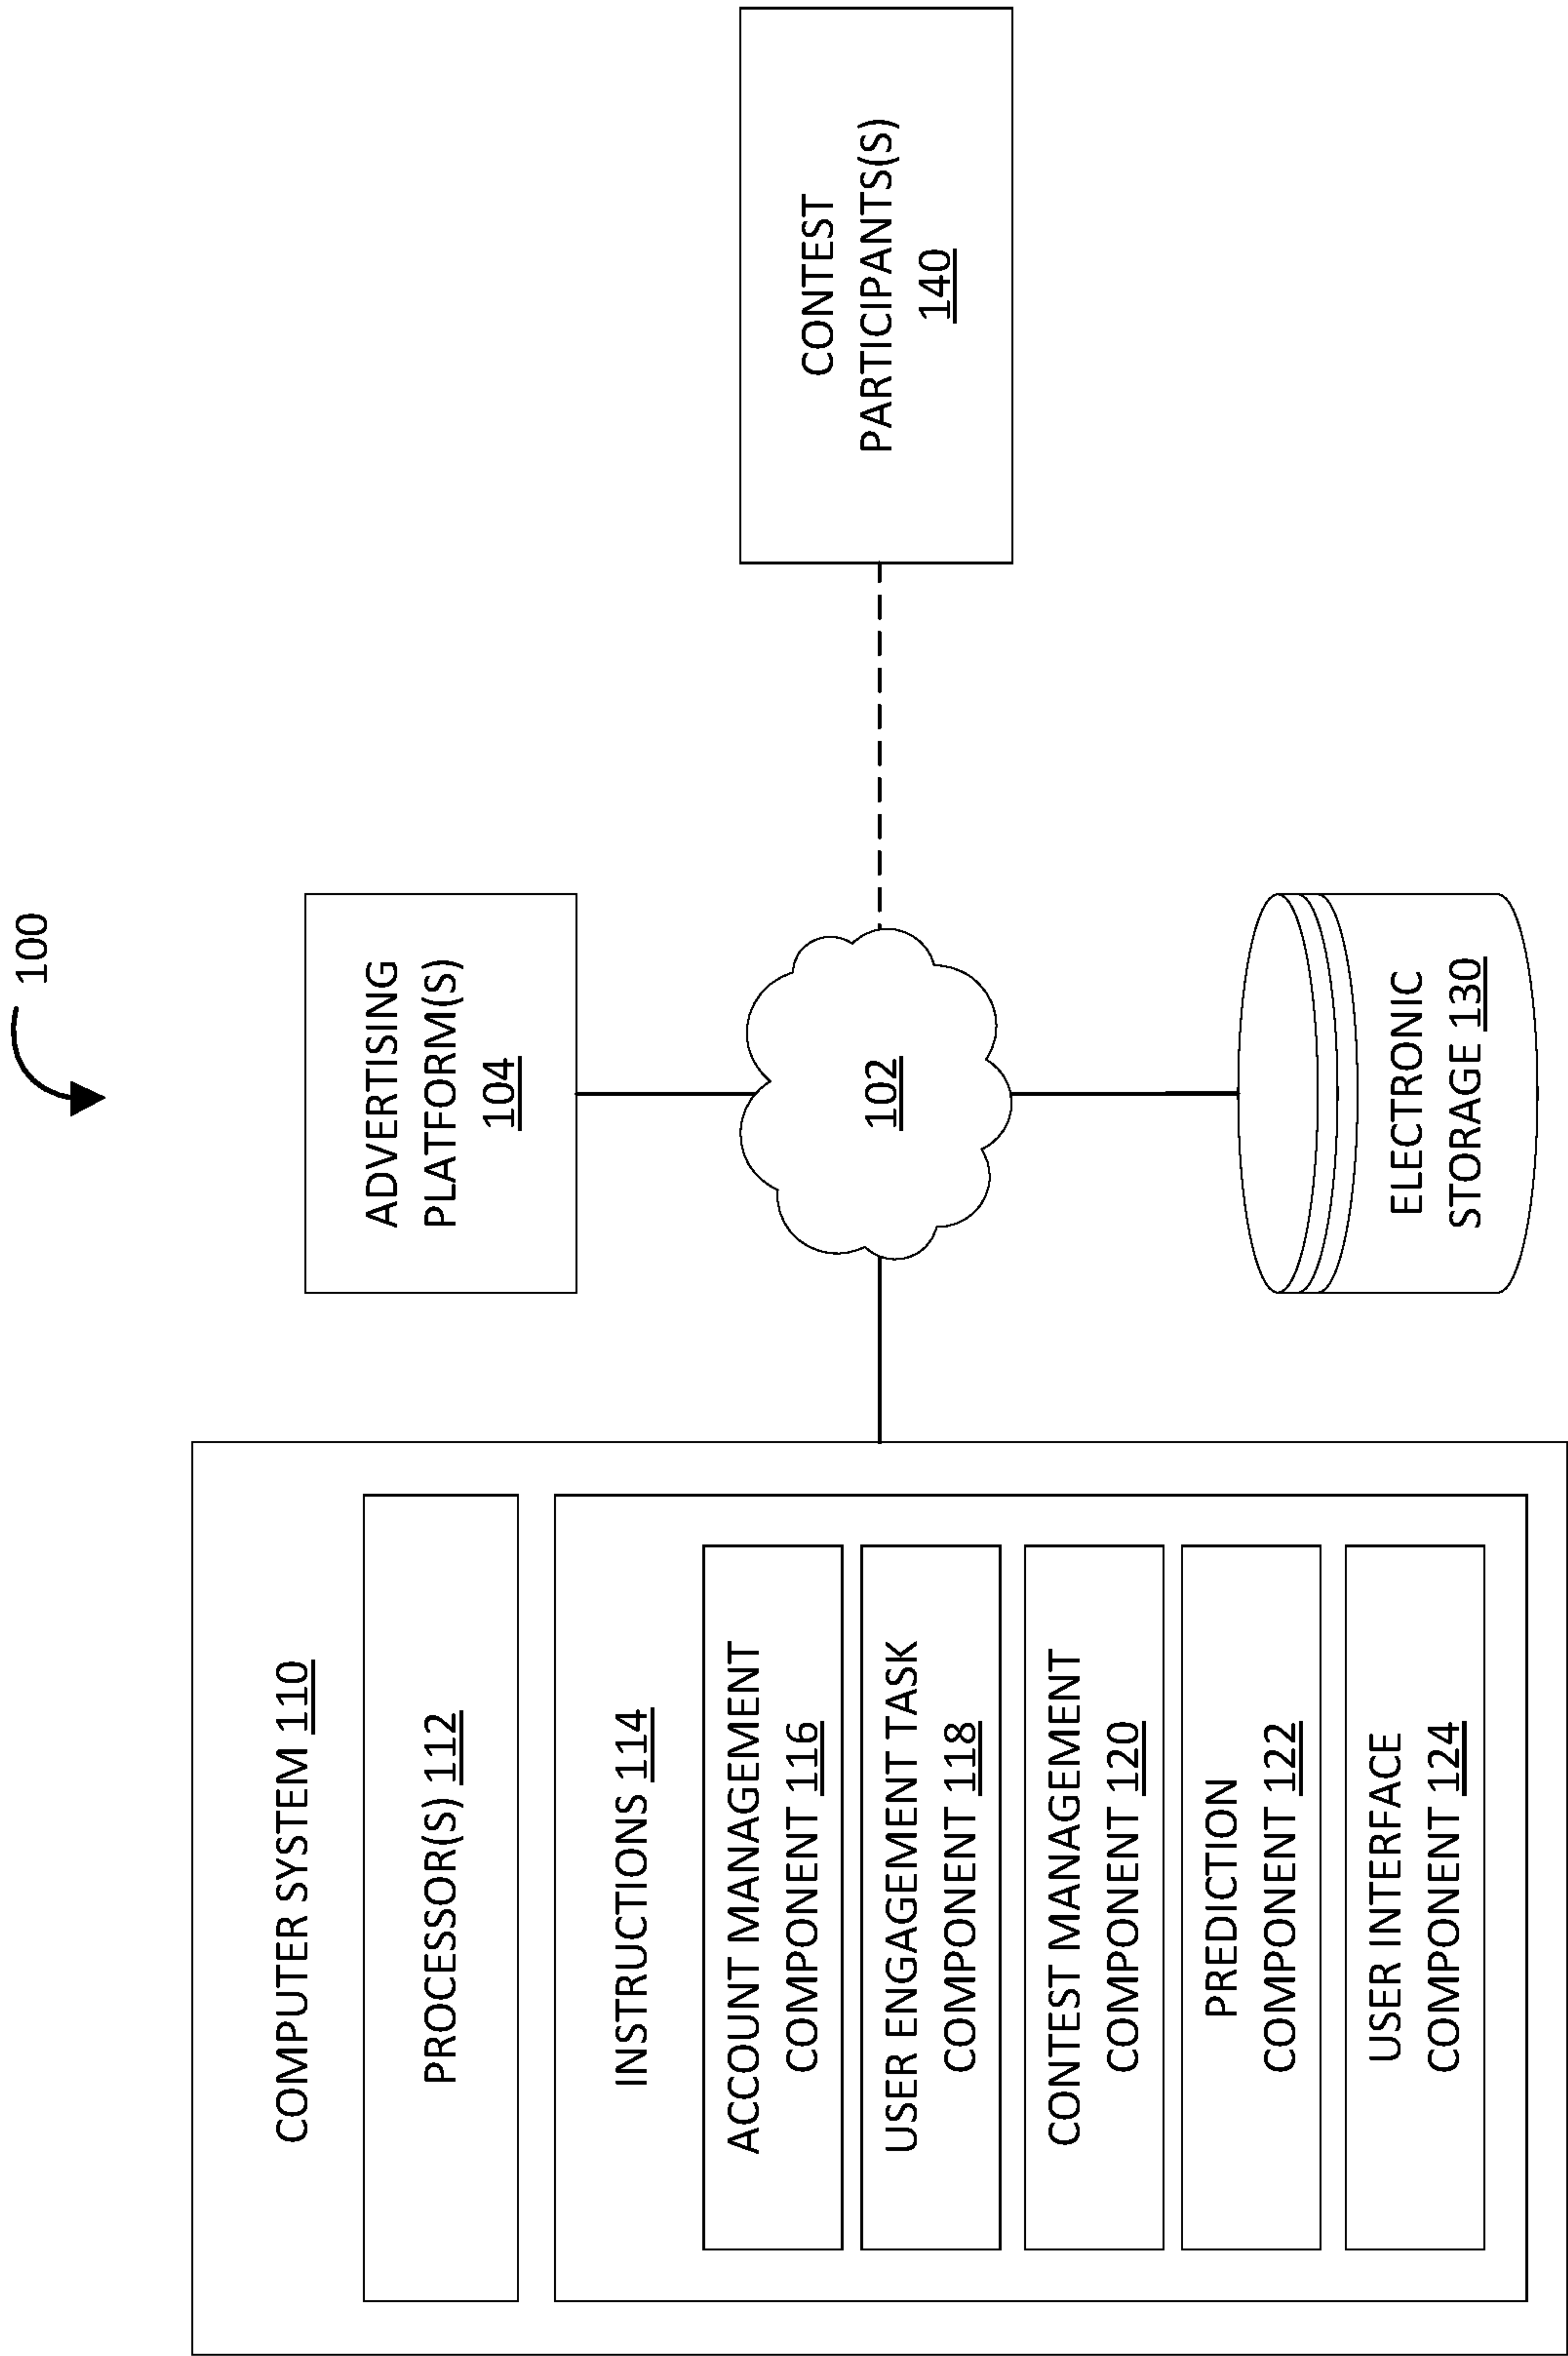 100
COMPUTER SYSTEM 110
PROCESSOR(S) 112
INSTRUCTIONS 114
ACCOUNT MANAGEMENT
COMPONENT 116
USER ENGAGEMENT TASK
COMPONENT 118
CONTEST MANAGEMENT
COMPONENT 120
PREDICTION
COMPONENT 122
USER INTERFACE
COMPONENT 124
ADVERTISING
PLATFORM(S)
104
102
ELECTRONIC
STORAGE 130
CONTEST
PARTICIPANTS(S)
140